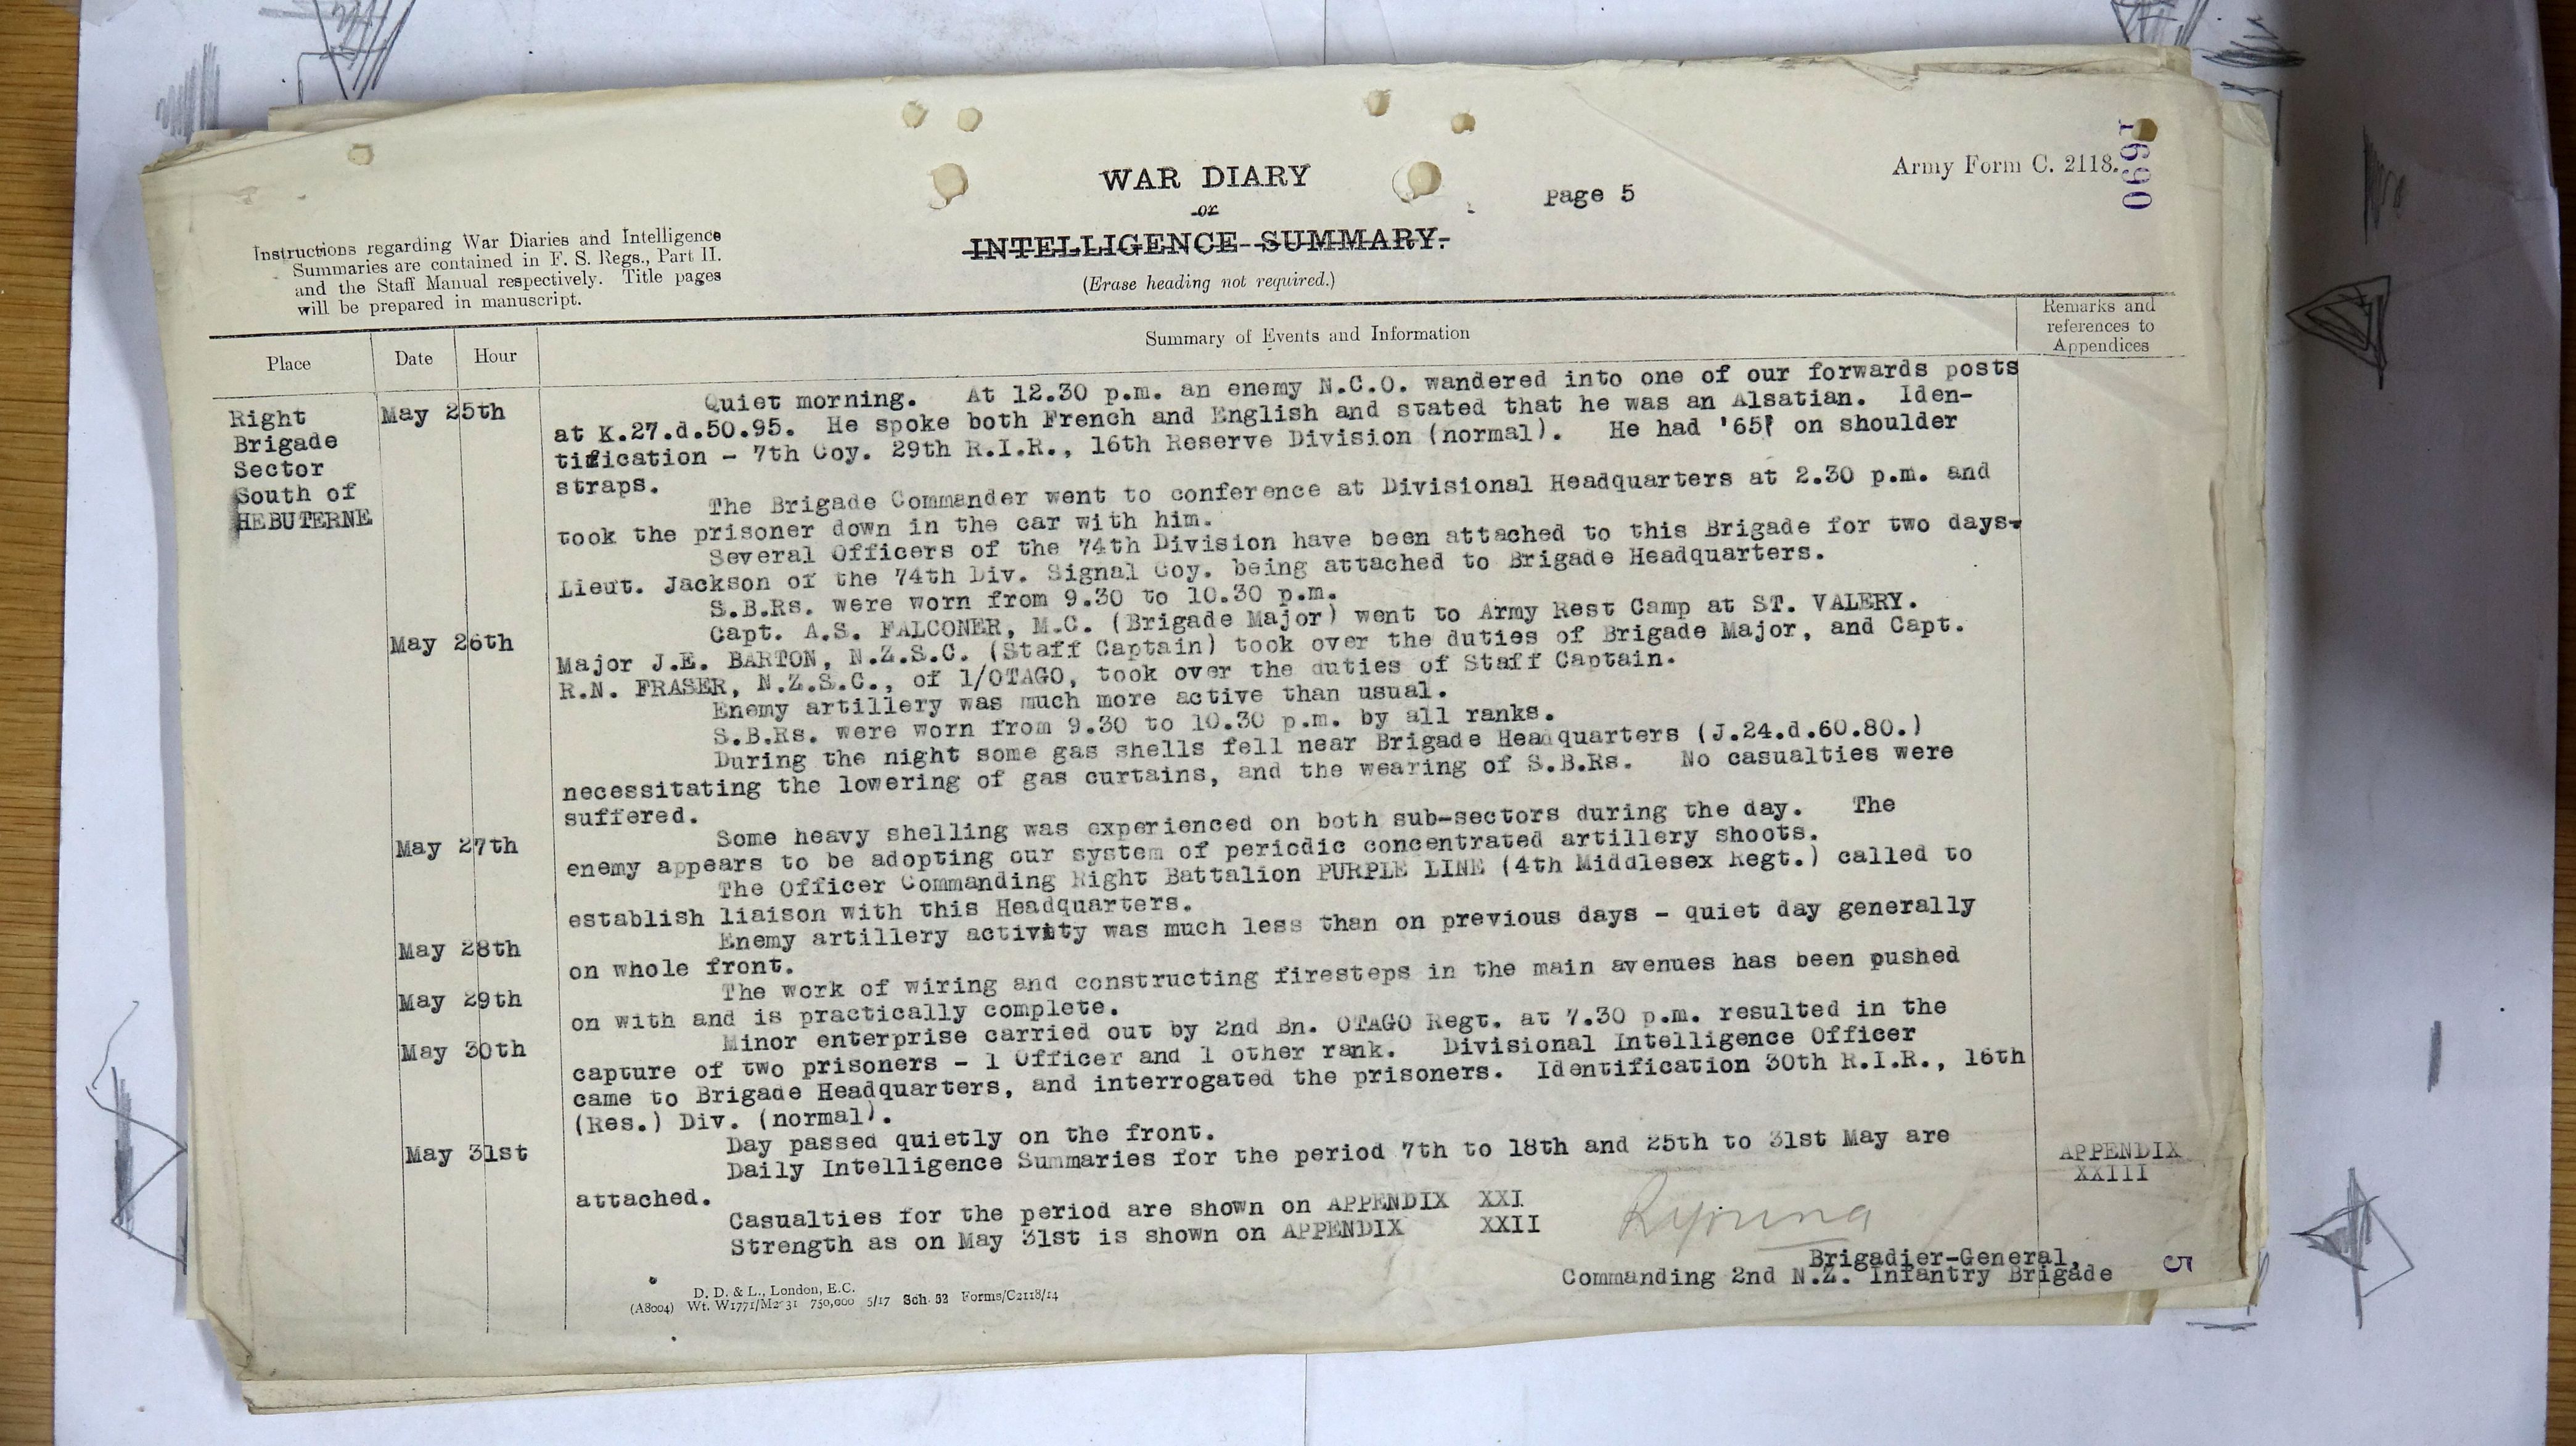 Army Form C. 2118.
0691
WAR DIARY
or
INTELLIGENCE SUMMARY.
(Erase heading not required.)
Page 5
Instructions regarding War Diaries and Intelligence
Summaries are contained in F. S. Regs., Part II.
and the Staff Manual respectively. Title pages
will be prepared in manuscript.
Place
Date
Hour
Summary of Events and Information
Remarks and
references to
Appendices
Right
Brigade
Sector
South of
HEBUTERNE
May 25th
Quiet morning. At 12.30 p.m. an enemy N.C.O. wandered into one of our forwards posts
at K.27.d.50.95. He spoke both French and English and stated that he was an Alsatian. Iden-
tification - 7th Coy. 29th R.I.R., 16th Reserve Division (normal). He had '65' on shoulder
straps.
The Brigade Commander went to conference at Divisional Headquarters at 2.30 p.m. and
took the prisoner down in the car with him.
Several Officers of the 74th Division have been attached to this Brigade for two days-
Lieut. Jackson of the 74th Div. Signal Coy. being attached to Brigade Headquarters.
S.B.Rs. were worn from 9.30 to 10.30 p.m.
May 26th
Capt. A.S. FALCONER, M.C. (Brigade Major) went to Army Rest Camp at ST. VALERY.
Major J.E. BARTON, N.Z.S.C. (Staff Captain) took over the duties of Brigade Major, and Capt.
R.N. FRASER, N.Z.S.C., of 1/OTAGO, took over the duties of Staff Captain.
Enemy artillery was much more active than usual.
S.B.Rs. were worn from 9.30 to 10.30 p.m. by all ranks.
During the night some gas shells fell near Brigade Headquarters (J.24.d.60.80.)
necessitating the lowering of gas curtains, and the wearing of S.B.Rs. No casualties were
suffered.
May 27th
Some heavy shelling was experienced on both sub-sectors during the day. The
enemy appears to be adopting our system of periodic concentrated artillery shoots.
The Officer Commanding Right Battalion PURPLE LINE (4th Middlesex Regt.) called to
establish liaison with this Headquarters.
May 28th
Enemy artillery activity was much less than on previous days - quiet day generally
on whole front.
May 29th
The work of wiring and constructing firesteps in the main avenues has been pushed
on with and is practically complete.
May 30th
Minor enterprise carried out by 2nd Bn. OTAGO Regt. at 7.30 p.m. resulted in the
capture of two prisoners - 1 Officer and 1 other rank. Divisional Intelligence Officer
came to Brigade Headquarters, and interrogated the prisoners. Identification 30th R.I.R., 16th
(Res.) Div. (normal).
May 31st
Day passed quietly on the front.
Daily Intelligence Summaries for the period 7th to 18th and 25th to 31st May are
attached.
APPENDIX
XXIII
Casualties for the period are shown on APPENDIX XXI
Strength as on May 31st is shown on APPENDIX XXII
RYoung
Brigadier-General,
Commanding 2nd N.Z. Infantry Brigade
5
D. D. & L., London, E.C.
(A8004) Wt. W1771/M2 31 750,000 5/17 Sch. 52 Forms/C2118/14